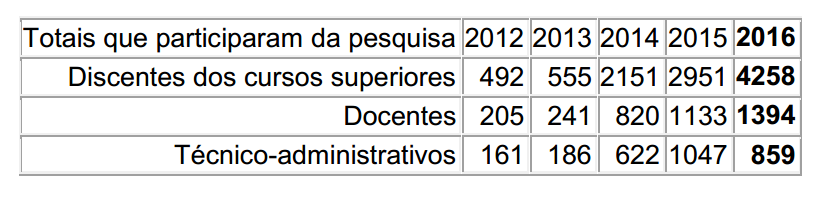 Totais que participaram da pesquisa 2012 2013 2014 2015 2016
Discentes dos cursos superiores 492 555 2151 2951 4258
Docentes 205 241 820 1133 1394
Técnico-administrativos 161 186 622 1047 859